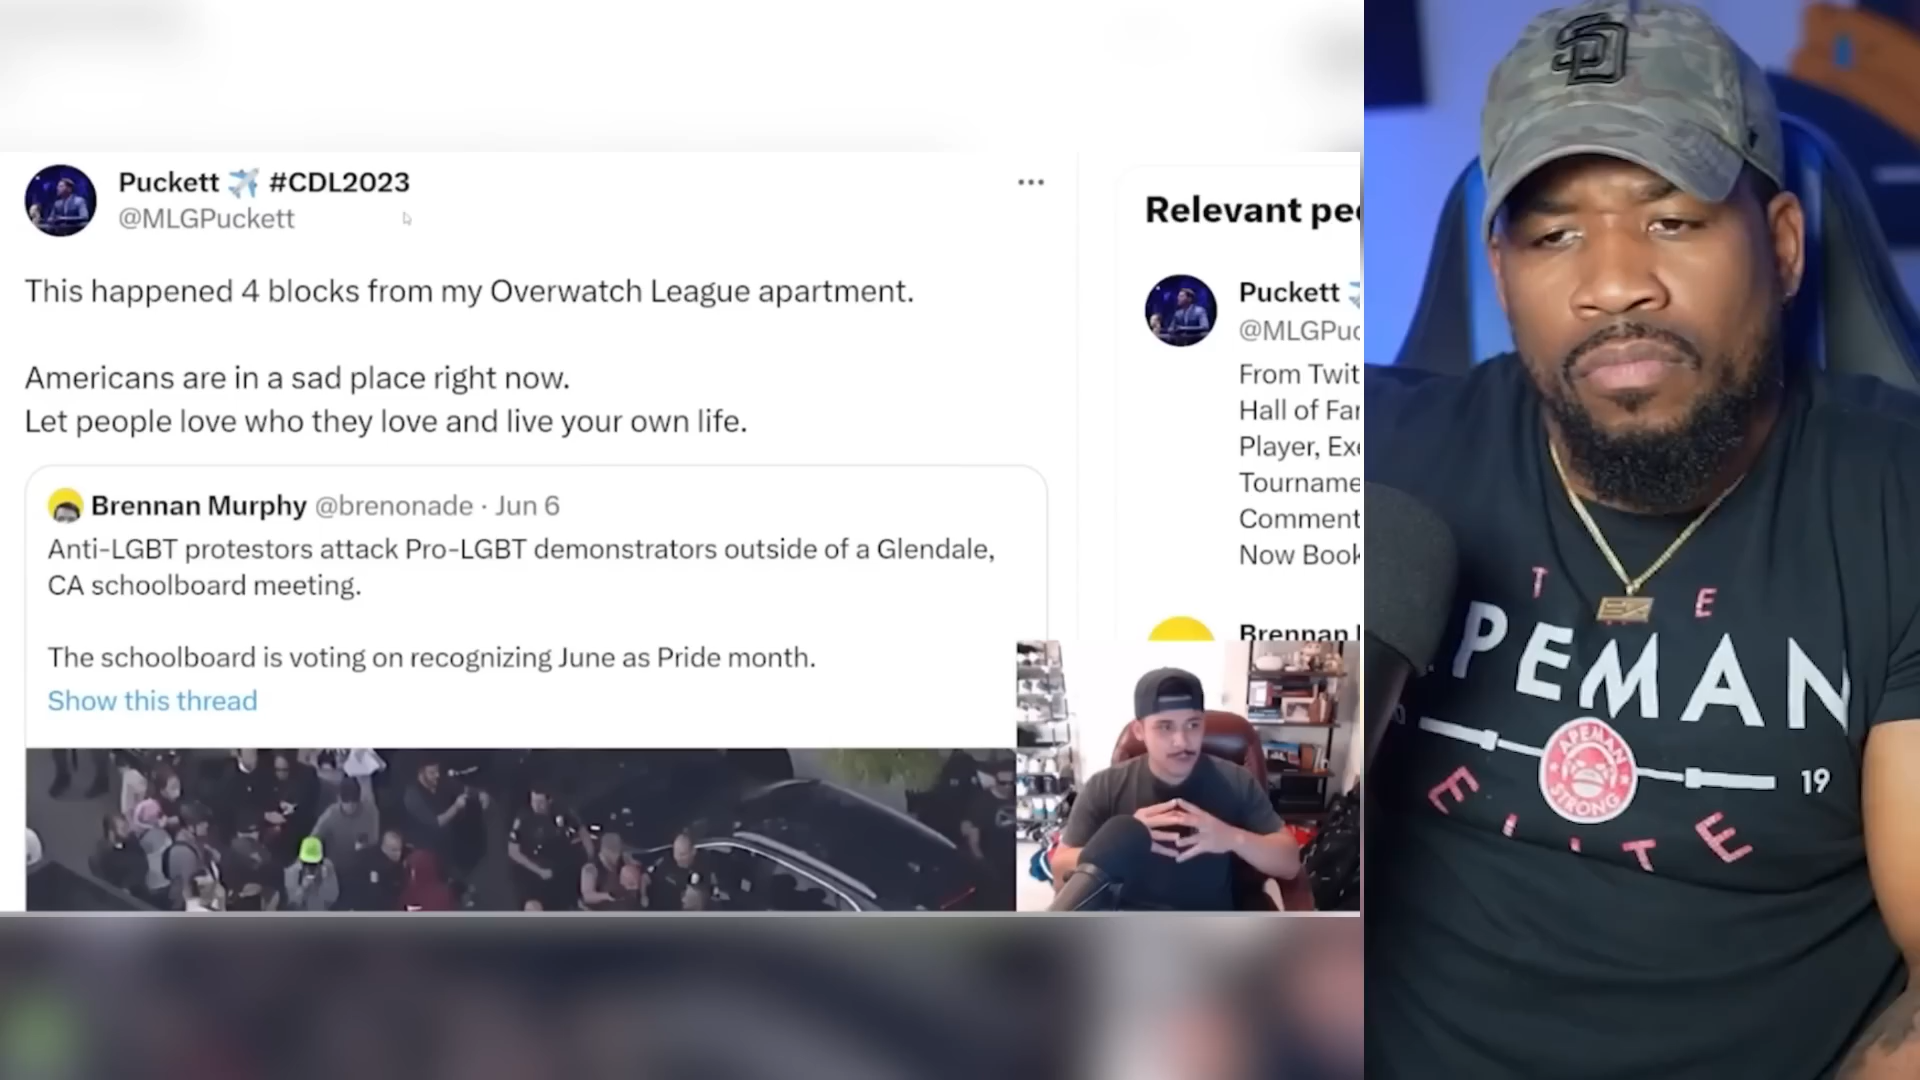 Puckett ✈️ #CDL2023
@MLGPuckett
This happened 4 blocks from my Overwatch League apartment.
Americans are in a sad place right now.
Let people love who they love and live your own life.
Brennan Murphy @brenonade · Jun 6
Anti-LGBT protestors attack Pro-LGBT demonstrators outside of a Glendale,
CA schoolboard meeting.
The schoolboard is voting on recognizing June as Pride month.
Show this thread
Relevant pe
Puckett
@MLGPuc
From Twit
Hall of Fa
Player, Ex
Tourname
Comment
Now Book
Brennan
SD
T E
PEMAN
APEMAN
STRONG
19
E I T E